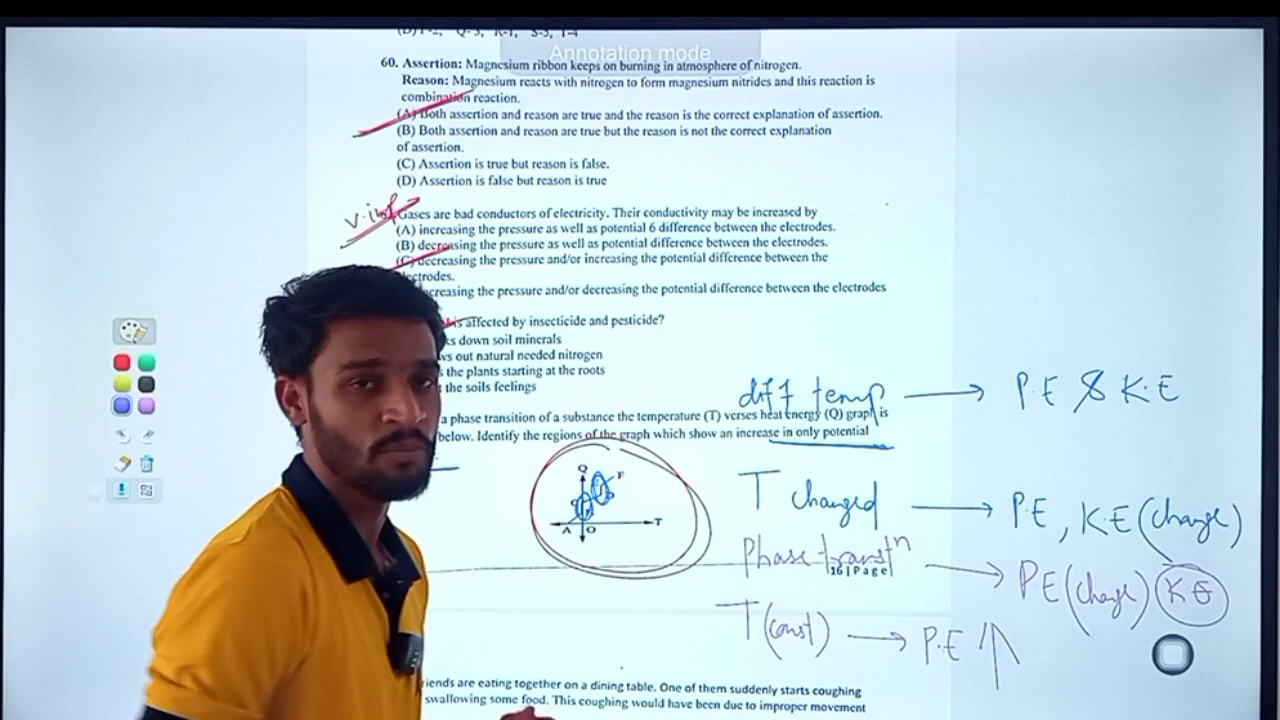 (D) P-2, Q-3, R-1, S-5, T-4
Annotation mode
60. Assertion: Magnesium ribbon keeps on burning in atmosphere of nitrogen.
Reason: Magnesium reacts with nitrogen to form magnesium nitrides and this reaction is
combination reaction.
(A) Both assertion and reason are true and the reason is the correct explanation of assertion.
(B) Both assertion and reason are true but the reason is not the correct explanation
of assertion.
(C) Assertion is true but reason is false.
(D) Assertion is false but reason is true
V.imp
Gases are bad conductors of electricity. Their conductivity may be increased by
(A) increasing the pressure as well as potential 6 difference between the electrodes.
(B) decreasing the pressure as well as potential difference between the electrodes.
(C) decreasing the pressure and/or increasing the potential difference between the
lectrodes.
creasing the pressure and/or decreasing the potential difference between the electrodes
is affected by insecticide and pesticide?
ks down soil minerals
ws out natural needed nitrogen
the plants starting at the roots
the soils feelings
diff temp → P.E & K.E
a phase transition of a substance the temperature (T) verses heat energy (Q) graph is
below. Identify the regions of the graph which show an increase in only potential
Q
F
T
A O
T changed → P.E, K.E (change)
Phase transtn → PE (change) K E
16 | Page
T (const) → P.E ↑
riends are eating together on a dining table. One of them suddenly starts coughing
swallowing some food. This coughing would have been due to improper movement